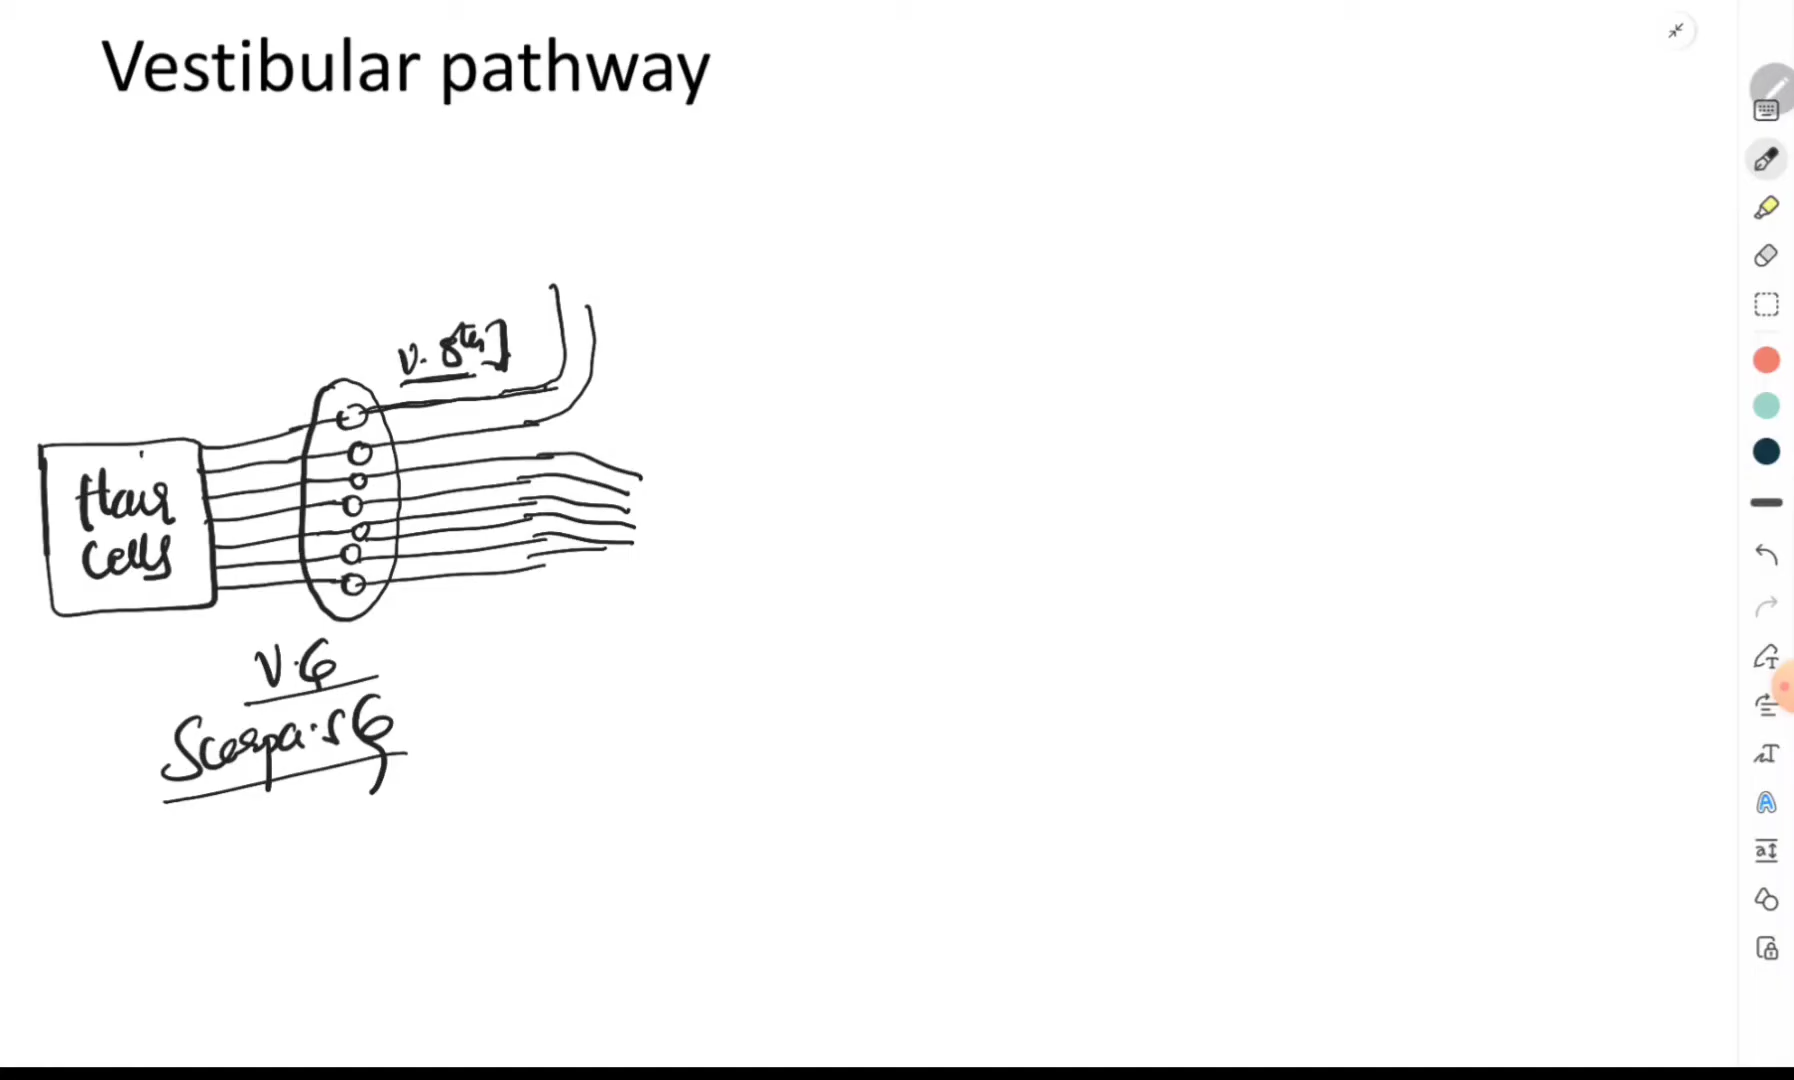 Vestibular pathway
V. 8th]
Hair
Cells
V.G
Scarpa's G